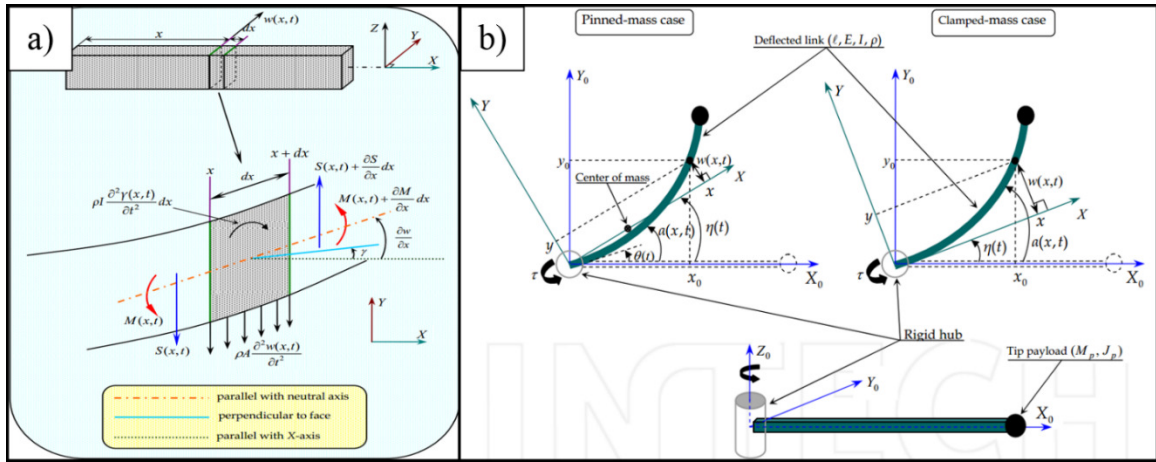 a)
x
w(x,t)
dx
Z
Y
X
x
x + dx
dx
S(x,t) + ∂S/∂x dx
ρI ∂²γ(x,t)/∂t² dx
M(x,t) + ∂M/∂x dx
∂w/∂x
γ
M(x,t)
S(x,t)
ρA ∂²w(x,t)/∂t²
Y
X
parallel with neutral axis
perpendicular to face
parallel with X-axis
b)
Pinned-mass case
Clamped-mass case
Deflected link (ℓ, E, I, ρ)
Y₀
Y
y₀
w(x,t)
Center of mass
x
X
y
a(x,t)
η(t)
θ(t)
τ
x₀
X₀
Y₀
Y
y₀
w(x,t)
x
X
y
η(t)
a(x,t)
τ
x₀
X₀
Rigid hub
Tip payload (Mₚ, Jₚ)
Z₀
Y₀
X₀
INTECH